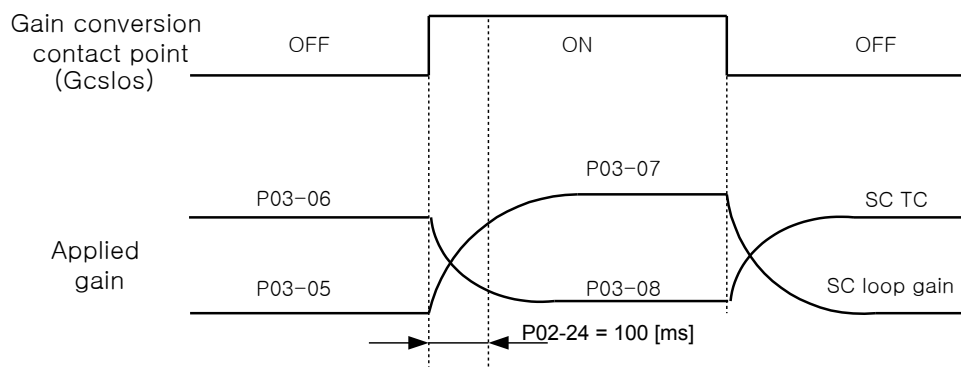 Gain conversion
contact point
(Gcslos)
OFF
ON
OFF
P03-07
P03-06
SC TC
Applied
gain
P03-05
P03-08
SC loop gain
P02-24 = 100 [ms]